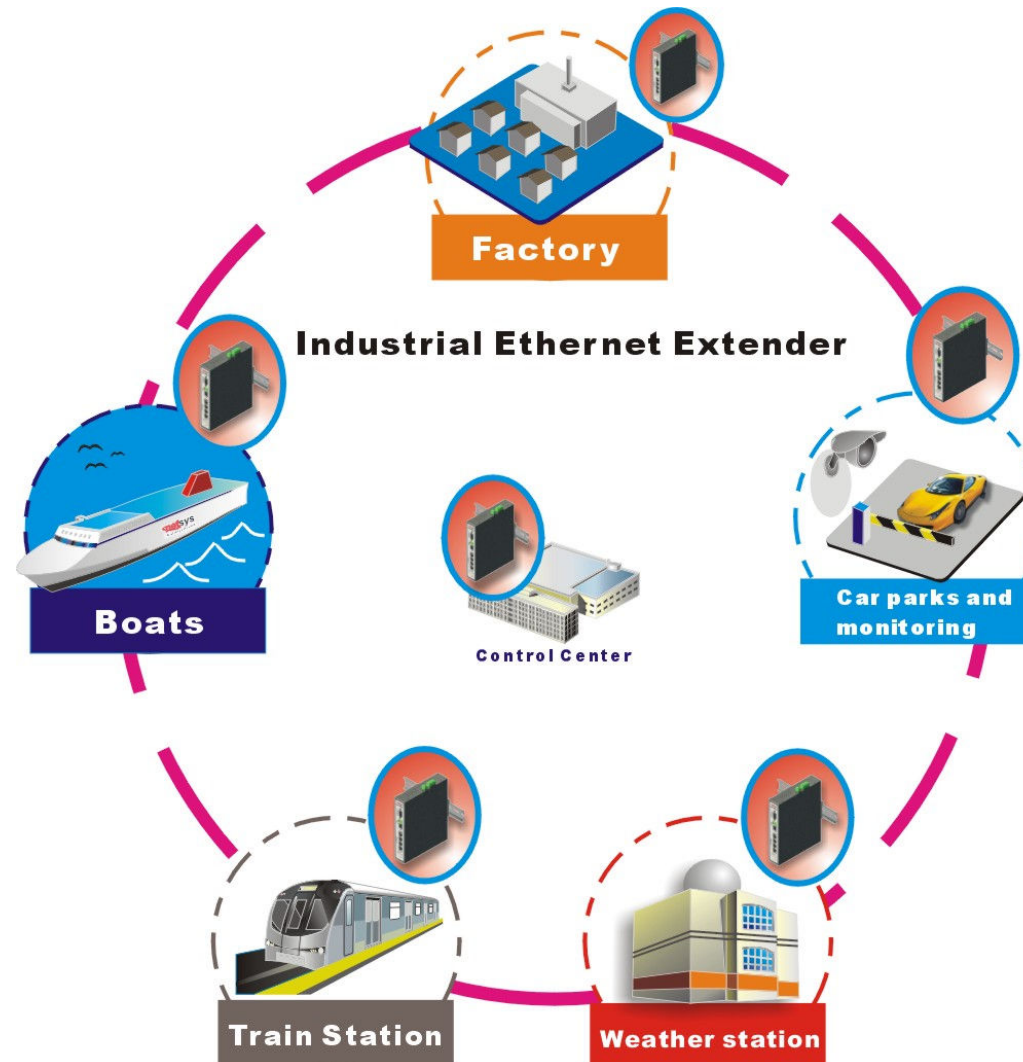 Factory
Industrial Ethernet Extender
Boats
Car parks and
monitoring
Control Center
Train Station
Weather station